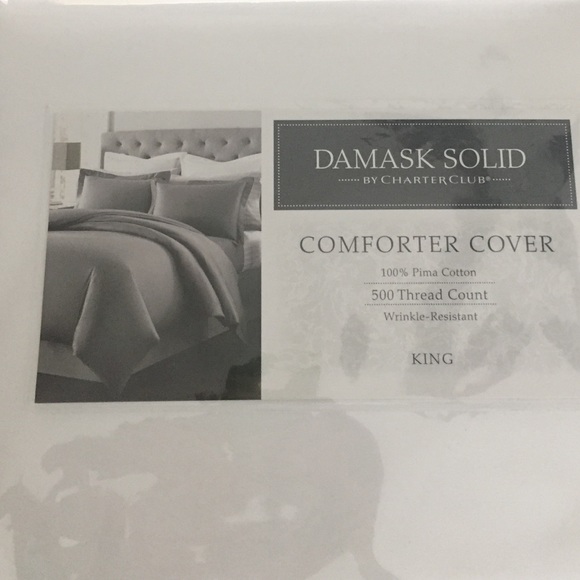 DAMASK SOLID
BY CHARTER CLUB®
COMFORTER COVER
100% Pima Cotton
500 Thread Count
Wrinkle-Resistant
KING